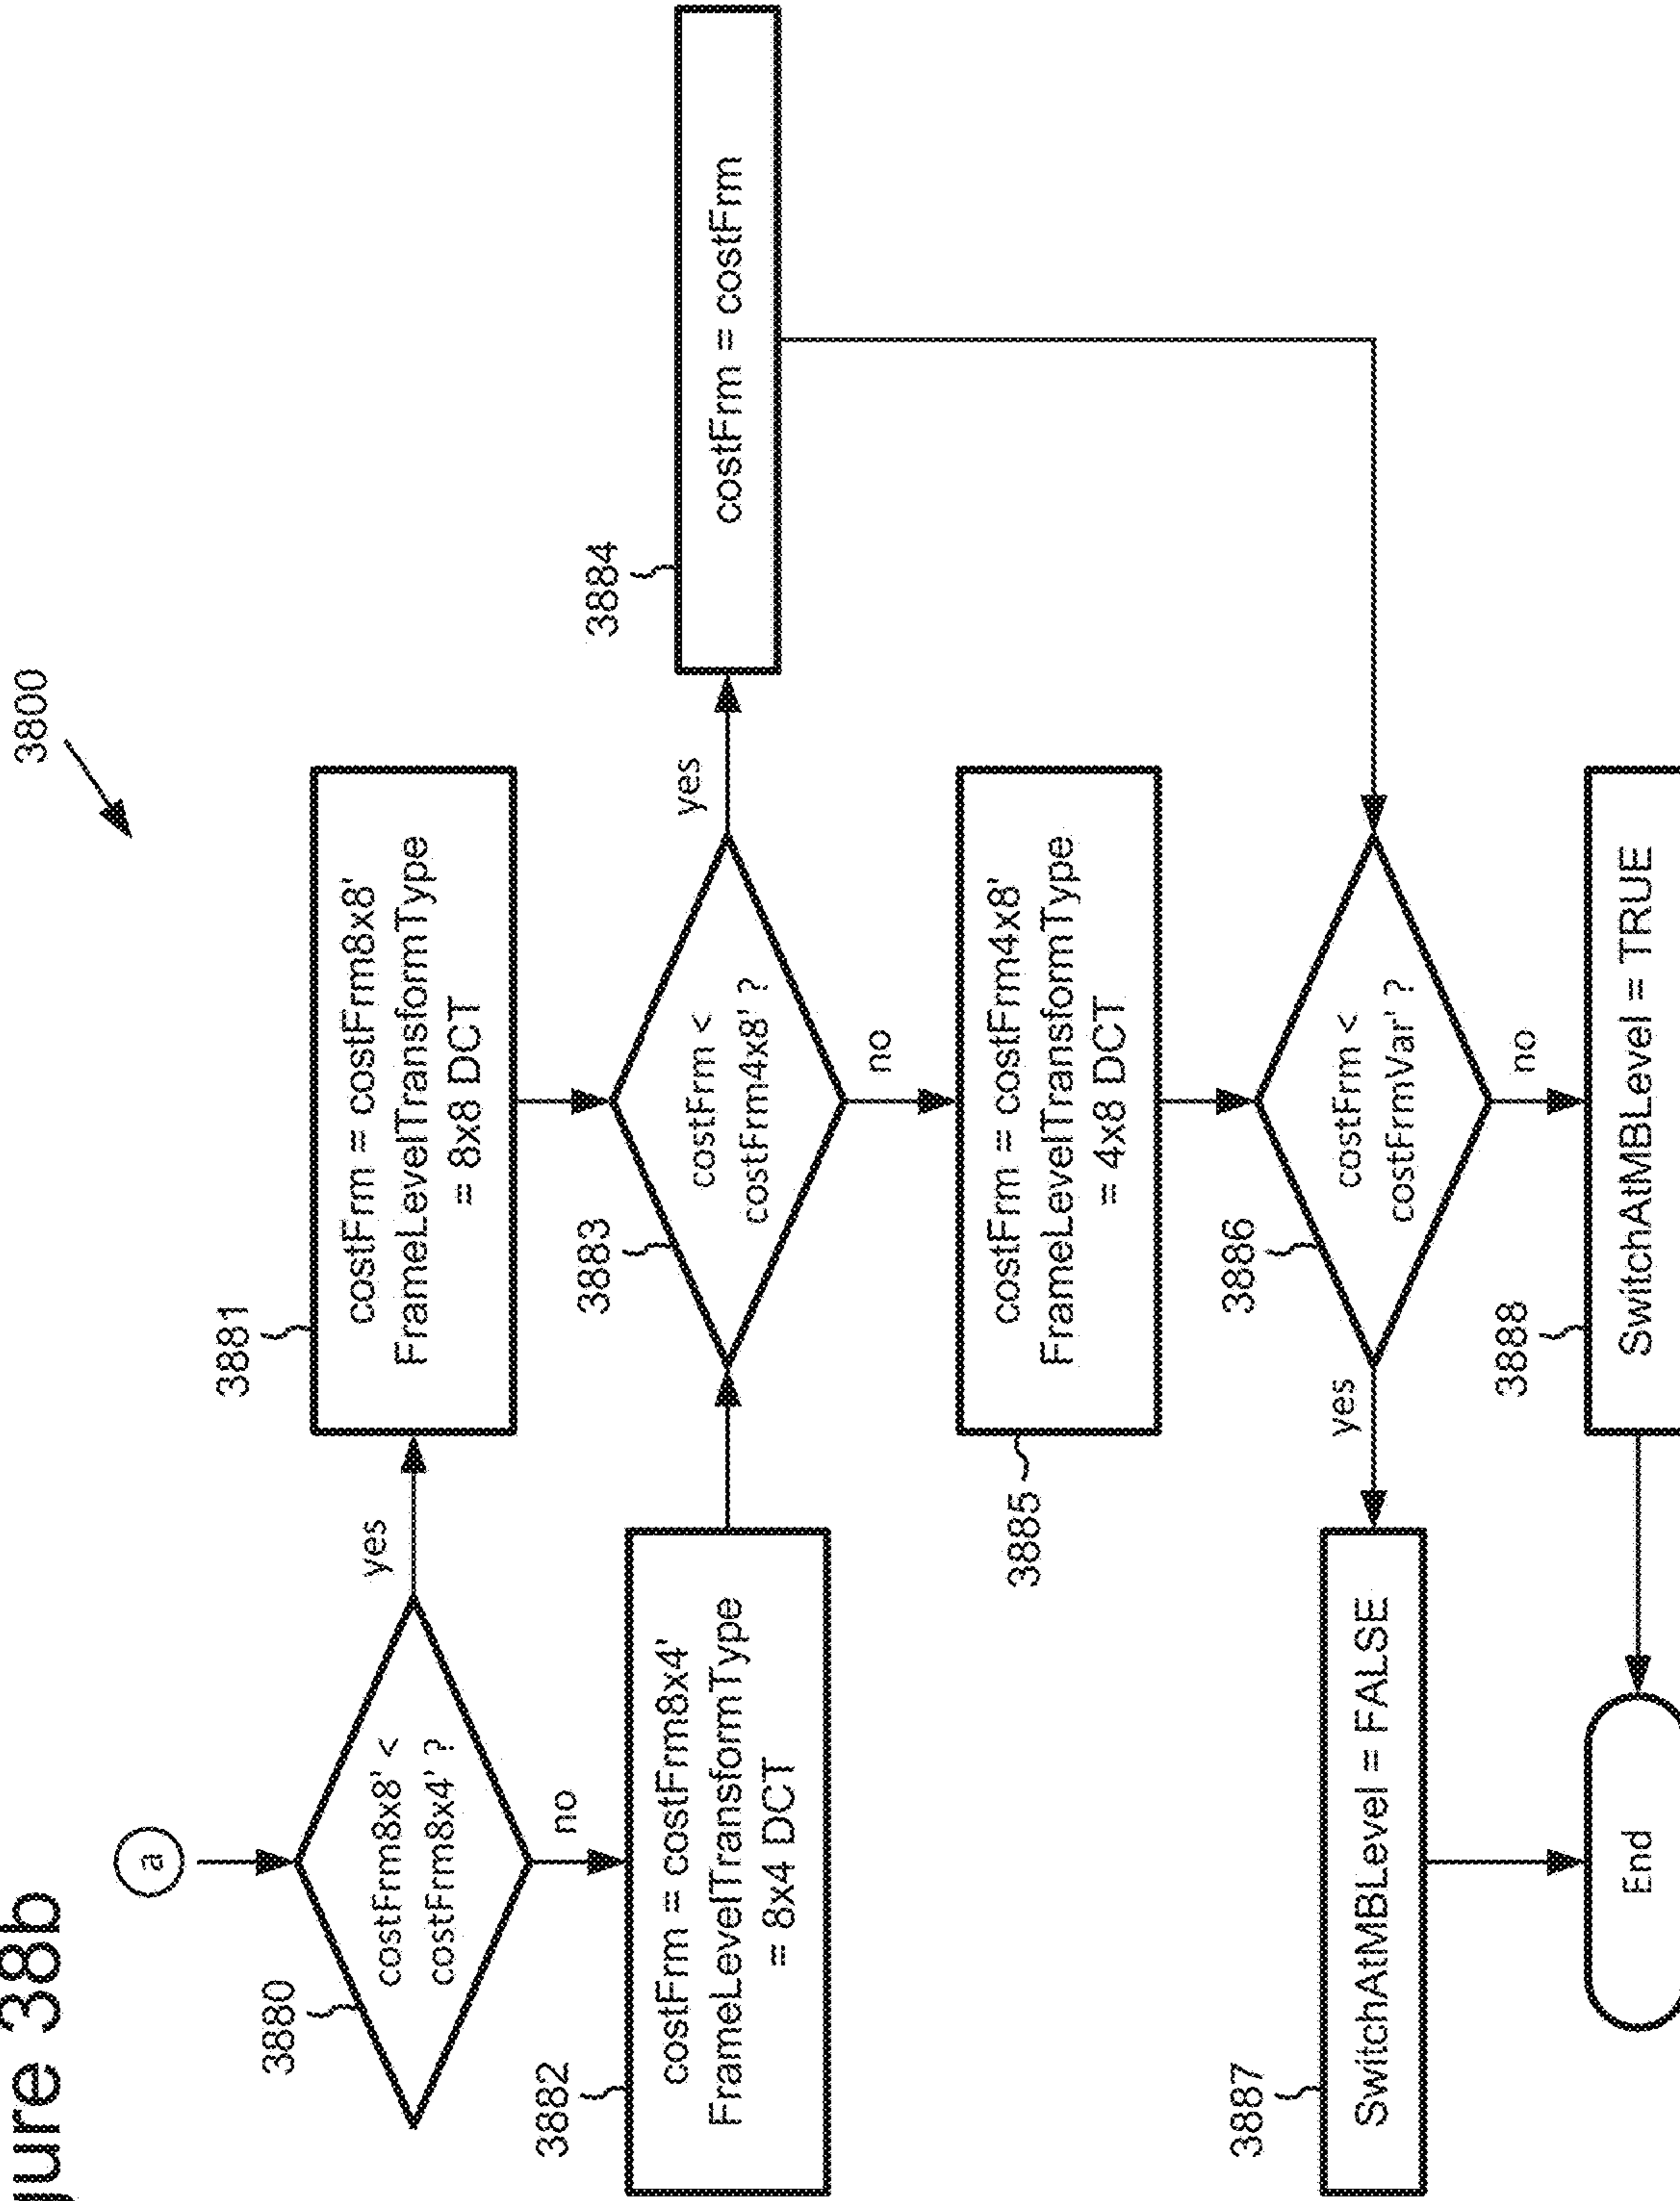 gure 38b
3800
a
3880
costFrm8x8' <
costFrm8x4' ?
yes
no
3881
costFrm = costFrm8x8'
FrameLevelTransformType
= 8x8 DCT
3882
costFrm = costFrm8x4'
FrameLevelTransformType
= 8x4 DCT
3883
costFrm <
costFrm4x8' ?
yes
no
3884
costFrm = costFrm
3885
costFrm = costFrm4x8'
FrameLevelTransformType
= 4x8 DCT
3886
costFrm <
costFrmVar' ?
yes
no
3887
SwitchAtMBLevel = FALSE
3888
SwitchAtMBLevel = TRUE
End